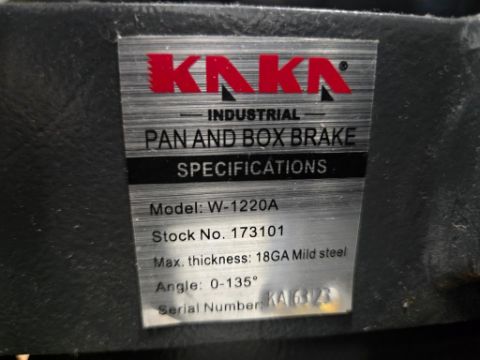 KAKA®
INDUSTRIAL
PAN AND BOX BRAKE
SPECIFICATIONS
Model: W-1220A
Stock No. 173101
Max. thickness: 18GA Mild steel
Angle: 0-135°
Serial Number: